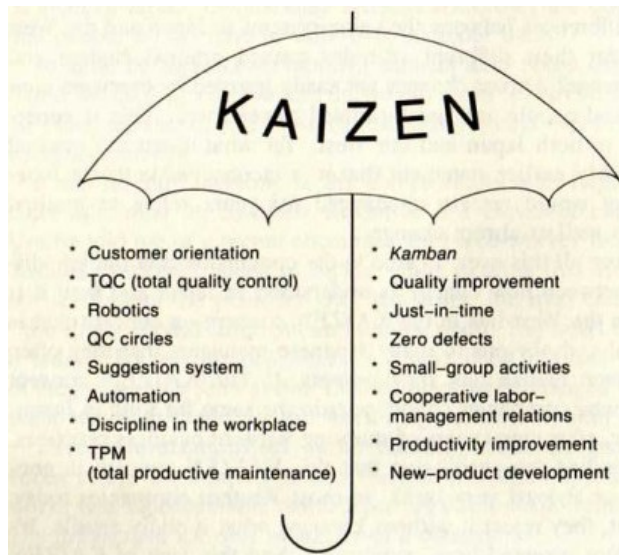 KAIZEN
• Customer orientation
• TQC (total quality control)
• Robotics
• QC circles
• Suggestion system
• Automation
• Discipline in the workplace
• TPM
(total productive maintenance)
• Kamban
• Quality improvement
• Just-in-time
• Zero defects
• Small-group activities
• Cooperative labor–
management relations
• Productivity improvement
• New-product development